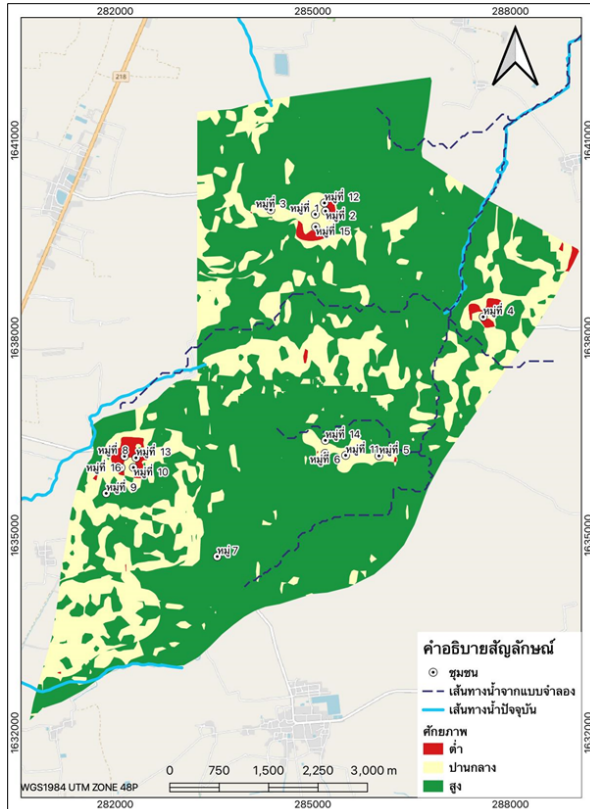 282000 285000 288000
1641000 1641000
218
หมู่ที่ 12
หมู่ที่ 3 หมู่ที่ 1
หมู่ที่ 2
หมู่ที่ 15
หมู่ที่ 4
1638000 1638000
หมู่ที่ 14
หมู่ที่ 8 หมู่ที่ 13
หมู่ที่ 11 หมู่ที่ 5
หมู่ที่ 6
หมู่ที่ 16 หมู่ที่ 10
หมู่ที่ 9
1635000 1635000
หมู่ 7
คำอธิบายสัญลักษณ์
ชุมชน
เส้นทางน้ำจากแบบจำลอง
เส้นทางน้ำปัจจุบัน
ศักยภาพ
ต่ำ
ปานกลาง
สูง
1632000 1632000
WGS1984 UTM ZONE 48P
0 750 1,500 2,250 3,000 m
282000 285000 288000